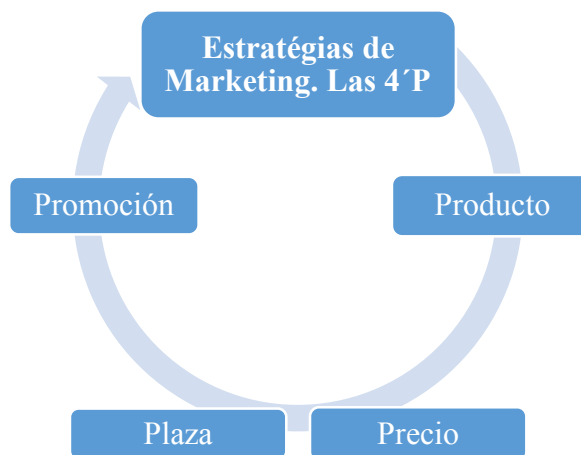 Estratégias de
Marketing. Las 4´P
Producto
Precio
Plaza
Promoción